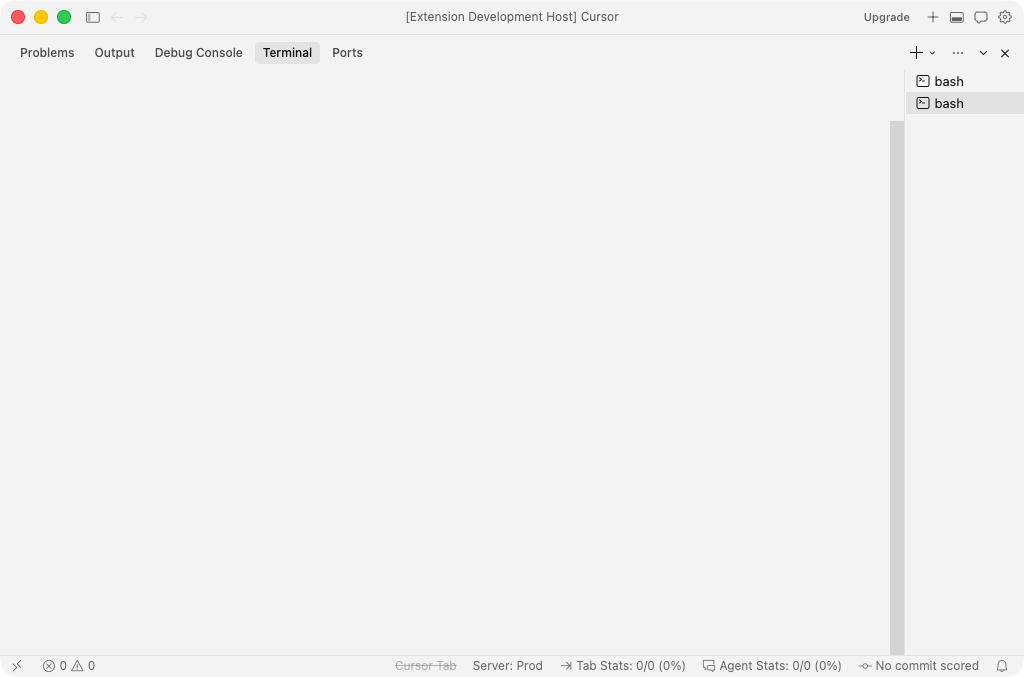 [Extension Development Host] Cursor
Upgrade
Problems Output Debug Console Terminal Ports
bash
bash
0 0 Cursor Tab Server: Prod Tab Stats: 0/0 (0%) Agent Stats: 0/0 (0%) No commit scored